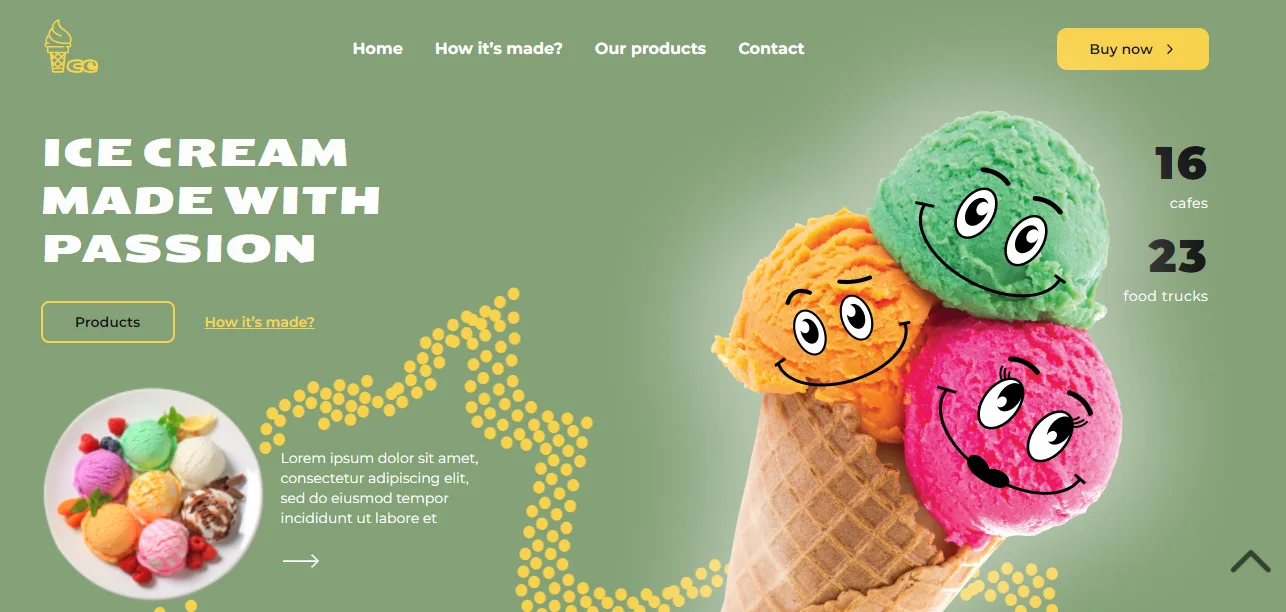 Home
How it's made?
Our products
Contact
Buy now
ICE CREAM
MADE WITH
PASSION
Products
How it's made?
16
cafes
23
food trucks
Lorem ipsum dolor sit amet,
consectetur adipiscing elit,
sed do eiusmod tempor
incididunt ut labore et